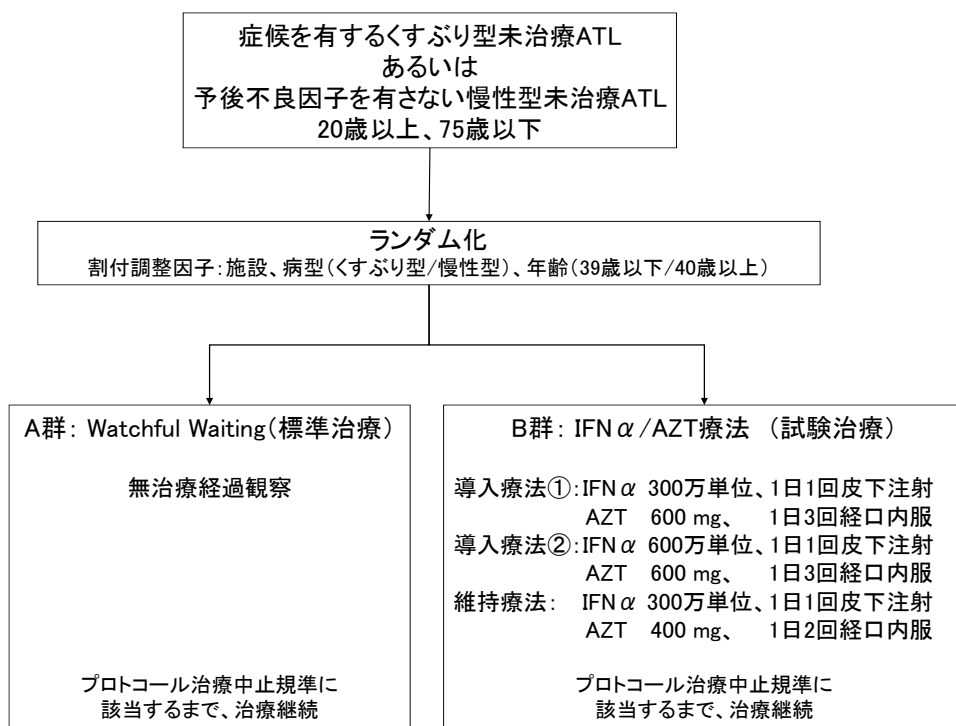 症候を有するくすぶり型未治療ATL
あるいは
予後不良因子を有さない慢性型未治療ATL
20歳以上、75歳以下
ランダム化
割付調整因子：施設、病型（くすぶり型/慢性型）、年齢（39歳以下/40歳以上）
A群： Watchful Waiting（標準治療）
無治療経過観察
プロトコール治療中止規準に
該当するまで、治療継続
B群： IFNα/AZT療法 （試験治療）
導入療法①：IFNα 300万単位、1日1回皮下注射
AZT 600 mg、 1日3回経口内服
導入療法②：IFNα 600万単位、1日1回皮下注射
AZT 600 mg、 1日3回経口内服
維持療法： IFNα 300万単位、1日1回皮下注射
AZT 400 mg、 1日2回経口内服
プロトコール治療中止規準に
該当するまで、治療継続